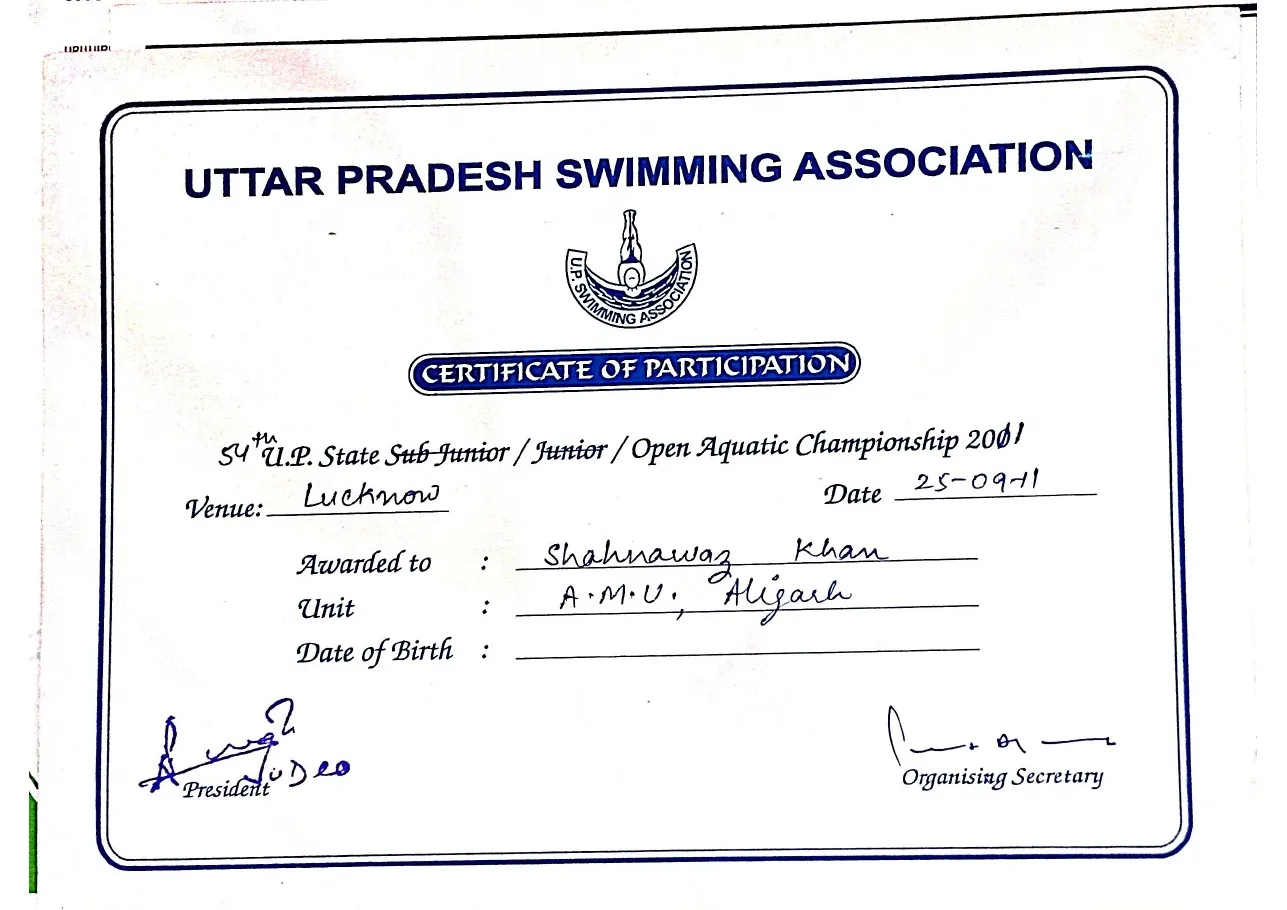 UTTAR PRADESH SWIMMING ASSOCIATION
U.P. SWIMMING ASSOCIATION
CERTIFICATE OF PARTICIPATION
54th U.P. State Sub-Junior / Junior / Open Aquatic Championship 2011
Venue: Lucknow Date 25-09-11
Awarded to : Shahnawaz Khan
Unit : A.M.U., Aligarh
Date of Birth :
President Organising Secretary